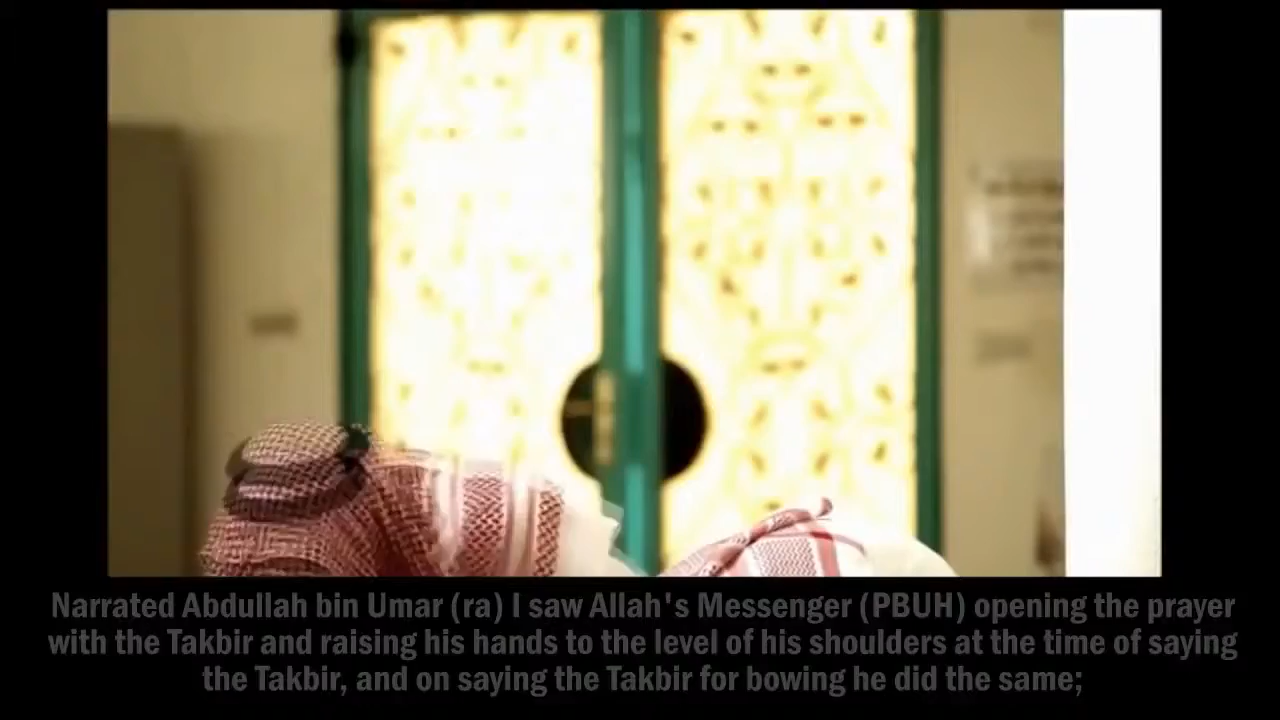 Narrated Abdullah bin Umar (ra) I saw Allah's Messenger (PBUH) opening the prayer
with the Takbir and raising his hands to the level of his shoulders at the time of saying
the Takbir, and on saying the Takbir for bowing he did the same;